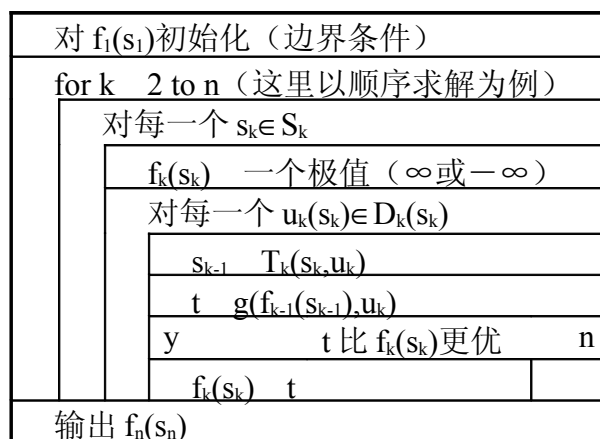 对 f₁(s₁)初始化（边界条件）
for k 2 to n（这里以顺序求解为例）
对每一个 sₖ∈Sₖ
fₖ(sₖ) 一个极值（∞或－∞）
对每一个 uₖ(sₖ)∈Dₖ(sₖ)
sₖ₋₁ Tₖ(sₖ,uₖ)
t g(fₖ₋₁(sₖ₋₁),uₖ)
y t 比 fₖ(sₖ)更优 n
fₖ(sₖ) t
输出 fₙ(sₙ)